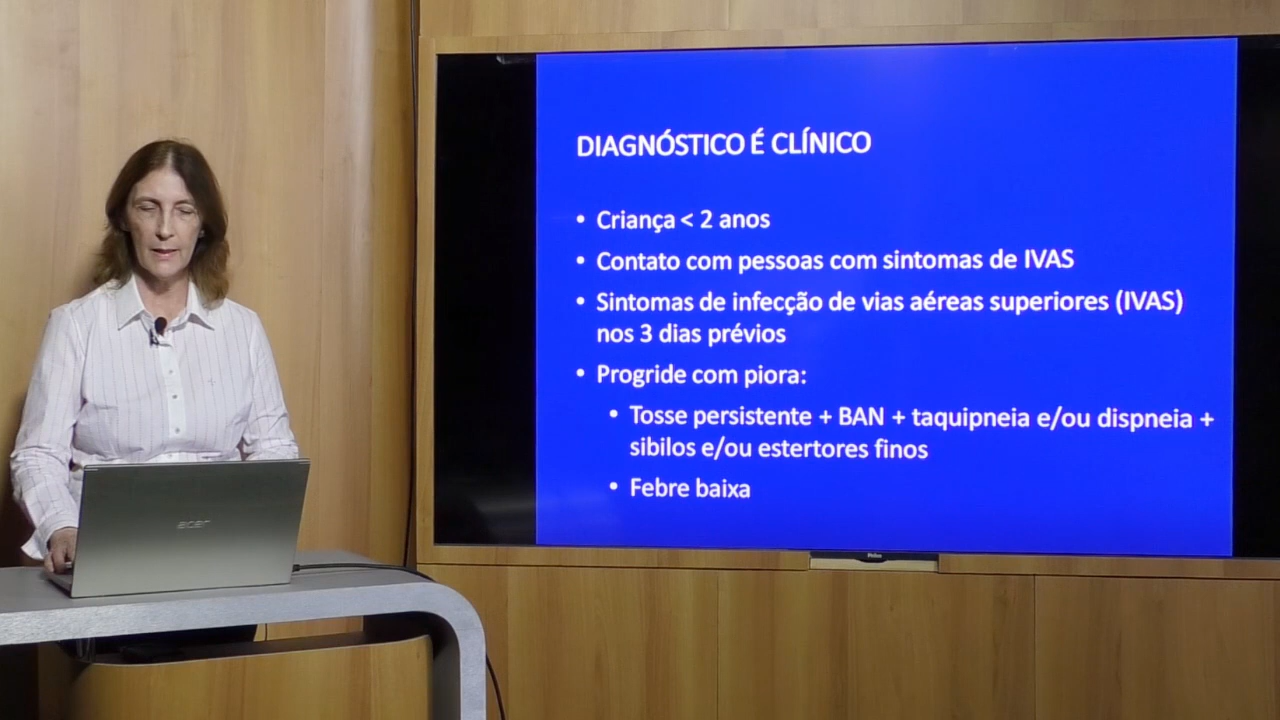 DIAGNÓSTICO É CLÍNICO
• Criança < 2 anos
• Contato com pessoas com sintomas de IVAS
• Sintomas de infecção de vias aéreas superiores (IVAS)
nos 3 dias prévios
• Progride com piora:
• Tosse persistente + BAN + taquipneia e/ou dispneia +
sibilos e/ou estertores finos
• Febre baixa
acer
Philco